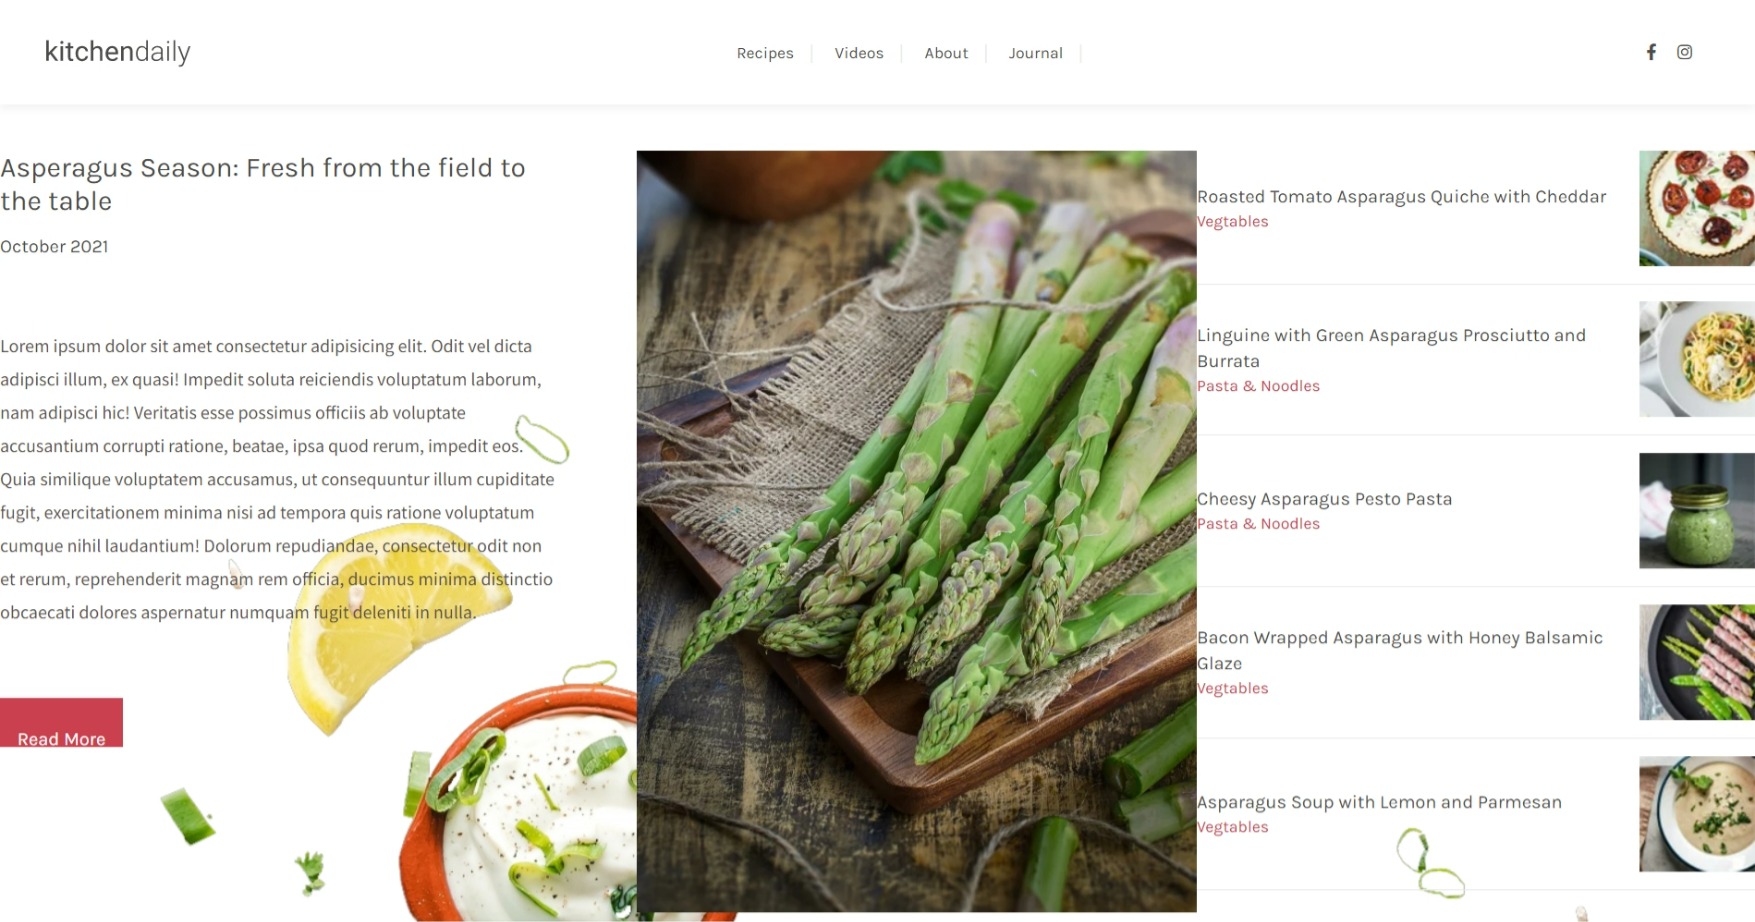 kitchendaily
Recipes
Videos
About
Journal
Asperagus Season: Fresh from the field to
the table
October 2021
Lorem ipsum dolor sit amet consectetur adipisicing elit. Odit vel dicta
adipisci illum, ex quasi! Impedit soluta reiciendis voluptatum laborum,
nam adipisci hic! Veritatis esse possimus officiis ab voluptate
accusantium corrupti ratione, beatae, ipsa quod rerum, impedit eos.
Quia similique voluptatem accusamus, ut consequuntur illum cupiditate
fugit, exercitationem minima nisi ad tempora quis ratione voluptatum
cumque nihil laudantium! Dolorum repudiandae, consectetur odit non
et rerum, reprehenderit magnam rem officia, ducimus minima distinctio
obcaecati dolores aspernatur numquam fugit deleniti in nulla.
Read More
Roasted Tomato Asparagus Quiche with Cheddar
Vegtables
Linguine with Green Asparagus Prosciutto and
Burrata
Pasta & Noodles
Cheesy Asparagus Pesto Pasta
Pasta & Noodles
Bacon Wrapped Asparagus with Honey Balsamic
Glaze
Vegtables
Asparagus Soup with Lemon and Parmesan
Vegtables